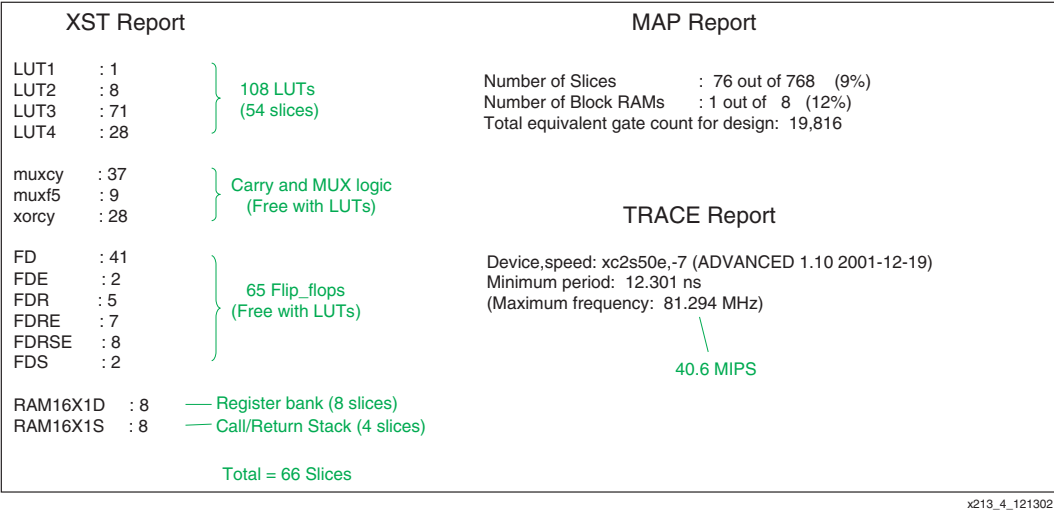 XST Report
LUT1 : 1
LUT2 : 8
LUT3 : 71
LUT4 : 28
108 LUTs
(54 slices)
muxcy : 37
muxf5 : 9
xorcy : 28
Carry and MUX logic
(Free with LUTs)
FD : 41
FDE : 2
FDR : 5
FDRE : 7
FDRSE : 8
FDS : 2
65 Flip_flops
(Free with LUTs)
RAM16X1D : 8
Register bank (8 slices)
RAM16X1S : 8
Call/Return Stack (4 slices)
Total = 66 Slices
MAP Report
Number of Slices : 76 out of 768 (9%)
Number of Block RAMs : 1 out of 8 (12%)
Total equivalent gate count for design: 19,816
TRACE Report
Device,speed: xc2s50e,-7 (ADVANCED 1.10 2001-12-19)
Minimum period: 12.301 ns
(Maximum frequency: 81.294 MHz)
40.6 MIPS
x213_4_121302